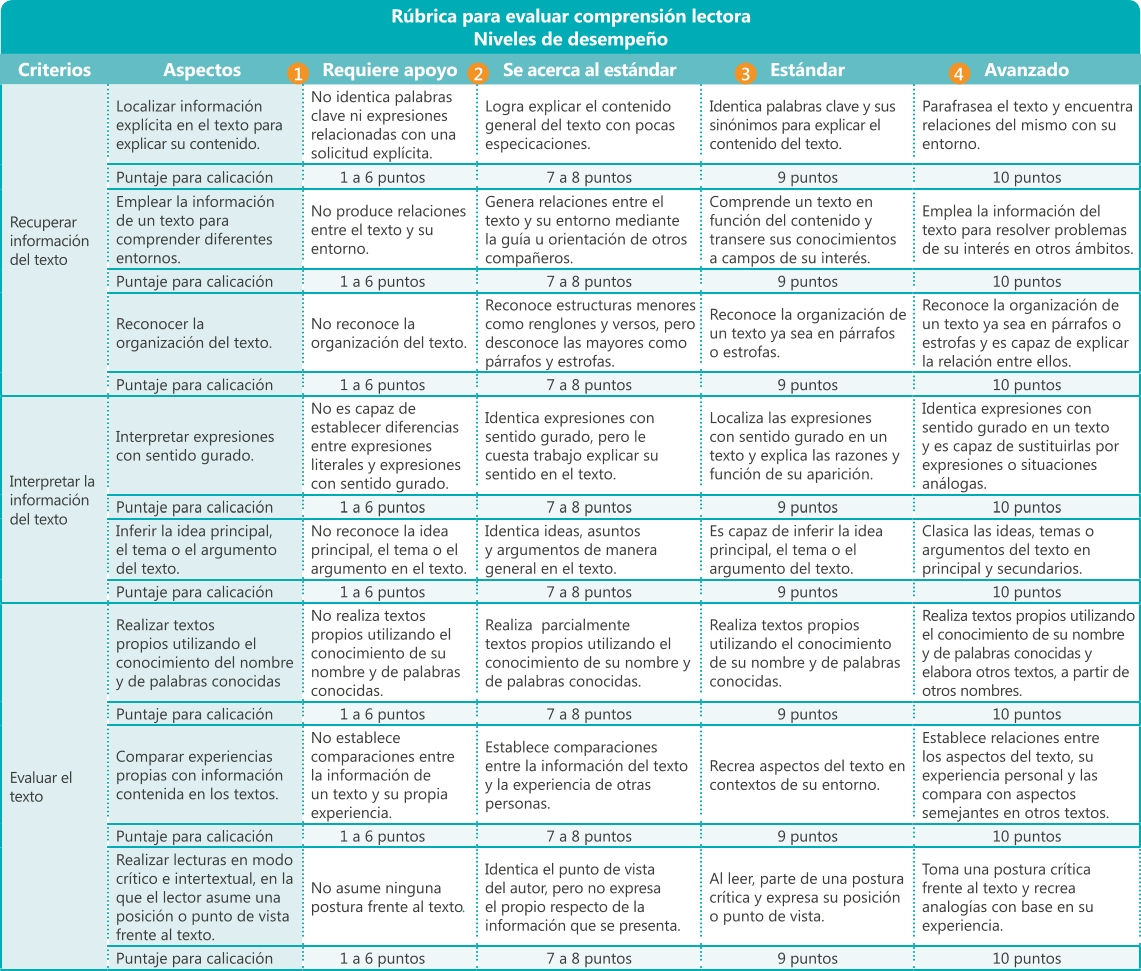 Rúbrica para evaluar comprensión lectora
Niveles de desempeño
Criterios
Aspectos
1 Requiere apoyo
2 Se acerca al estándar
3 Estándar
4 Avanzado
Recuperar
información
del texto
Localizar información
explícita en el texto para
explicar su contenido.
No identica palabras
clave ni expresiones
relacionadas con una
solicitud explícita.
Logra explicar el contenido
general del texto con pocas
especicaciones.
Identica palabras clave y sus
sinónimos para explicar el
contenido del texto.
Parafrasea el texto y encuentra
relaciones del mismo con su
entorno.
Puntaje para calicación
1 a 6 puntos
7 a 8 puntos
9 puntos
10 puntos
Emplear la información
de un texto para
comprender diferentes
entornos.
No produce relaciones
entre el texto y su
entorno.
Genera relaciones entre el
texto y su entorno mediante
la guía u orientación de otros
compañeros.
Comprende un texto en
función del contenido y
transere sus conocimientos
a campos de su interés.
Emplea la información del
texto para resolver problemas
de su interés en otros ámbitos.
Puntaje para calicación
1 a 6 puntos
7 a 8 puntos
9 puntos
10 puntos
Reconocer la
organización del texto.
No reconoce la
organización del texto.
Reconoce estructuras menores
como renglones y versos, pero
desconoce las mayores como
párrafos y estrofas.
Reconoce la organización de
un texto ya sea en párrafos
o estrofas.
Reconoce la organización de
un texto ya sea en párrafos o
estrofas y es capaz de explicar
la relación entre ellos.
Puntaje para calicación
1 a 6 puntos
7 a 8 puntos
9 puntos
10 puntos
Interpretar la
información
del texto
Interpretar expresiones
con sentido gurado.
No es capaz de
establecer diferencias
entre expresiones
literales y expresiones
con sentido gurado.
Identica expresiones con
sentido gurado, pero le
cuesta trabajo explicar su
sentido en el texto.
Localiza las expresiones
con sentido gurado en un
texto y explica las razones y
función de su aparición.
Identica expresiones con
sentido gurado en un texto
y es capaz de sustituirlas por
expresiones o situaciones
análogas.
Puntaje para calicación
1 a 6 puntos
7 a 8 puntos
9 puntos
10 puntos
Inferir la idea principal,
el tema o el argumento
del texto.
No reconoce la idea
principal, el tema o el
argumento en el texto.
Identica ideas, asuntos
y argumentos de manera
general en el texto.
Es capaz de inferir la idea
principal, el tema o el
argumento del texto.
Clasica las ideas, temas o
argumentos del texto en
principal y secundarios.
Puntaje para calicación
1 a 6 puntos
7 a 8 puntos
9 puntos
10 puntos
Evaluar el
texto
Realizar textos
propios utilizando el
conocimiento del nombre
y de palabras conocidas
No realiza textos
propios utilizando el
conocimiento de su
nombre y de palabras
conocidas.
Realiza parcialmente
textos propios utilizando el
conocimiento de su nombre y
de palabras conocidas.
Realiza textos propios
utilizando el conocimiento
de su nombre y de palabras
conocidas.
Realiza textos propios utilizando
el conocimiento de su nombre
y de palabras conocidas y
elabora otros textos, a partir de
otros nombres.
Puntaje para calicación
1 a 6 puntos
7 a 8 puntos
9 puntos
10 puntos
Comparar experiencias
propias con información
contenida en los textos.
No establece
comparaciones entre
la información de
un texto y su propia
experiencia.
Establece comparaciones
entre la información del texto
y la experiencia de otras
personas.
Recrea aspectos del texto en
contextos de su entorno.
Establece relaciones entre
los aspectos del texto, su
experiencia personal y las
compara con aspectos
semejantes en otros textos.
Puntaje para calicación
1 a 6 puntos
7 a 8 puntos
9 puntos
10 puntos
Realizar lecturas en modo
crítico e intertextual, en la
que el lector asume una
posición o punto de vista
frente al texto.
No asume ninguna
postura frente al texto.
Identica el punto de vista
del autor, pero no expresa
el propio respecto de la
información que se presenta.
Al leer, parte de una postura
crítica y expresa su posición
o punto de vista.
Toma una postura crítica
frente al texto y recrea
analogías con base en su
experiencia.
Puntaje para calicación
1 a 6 puntos
7 a 8 puntos
9 puntos
10 puntos